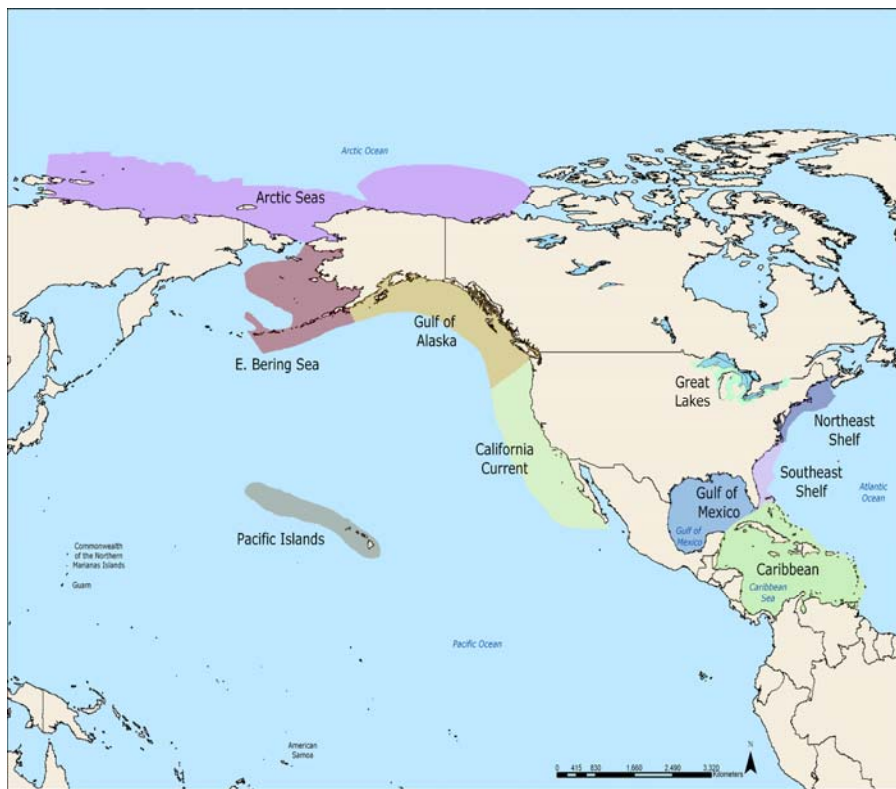 Arctic Ocean
Arctic Seas
Gulf of
Alaska
E. Bering Sea
Great
Lakes
Northeast
Shelf
California
Current
Southeast
Shelf
Atlantic
Ocean
Gulf of
Mexico
Gulf of
Mexico
Pacific Islands
Commonwealth
of the Northern
Marianas Islands
Guam
Caribbean
Caribbean
Sea
Pacific Ocean
American
Samoa
N
0 415 830 1,660 2,490 3,320
Kilometers